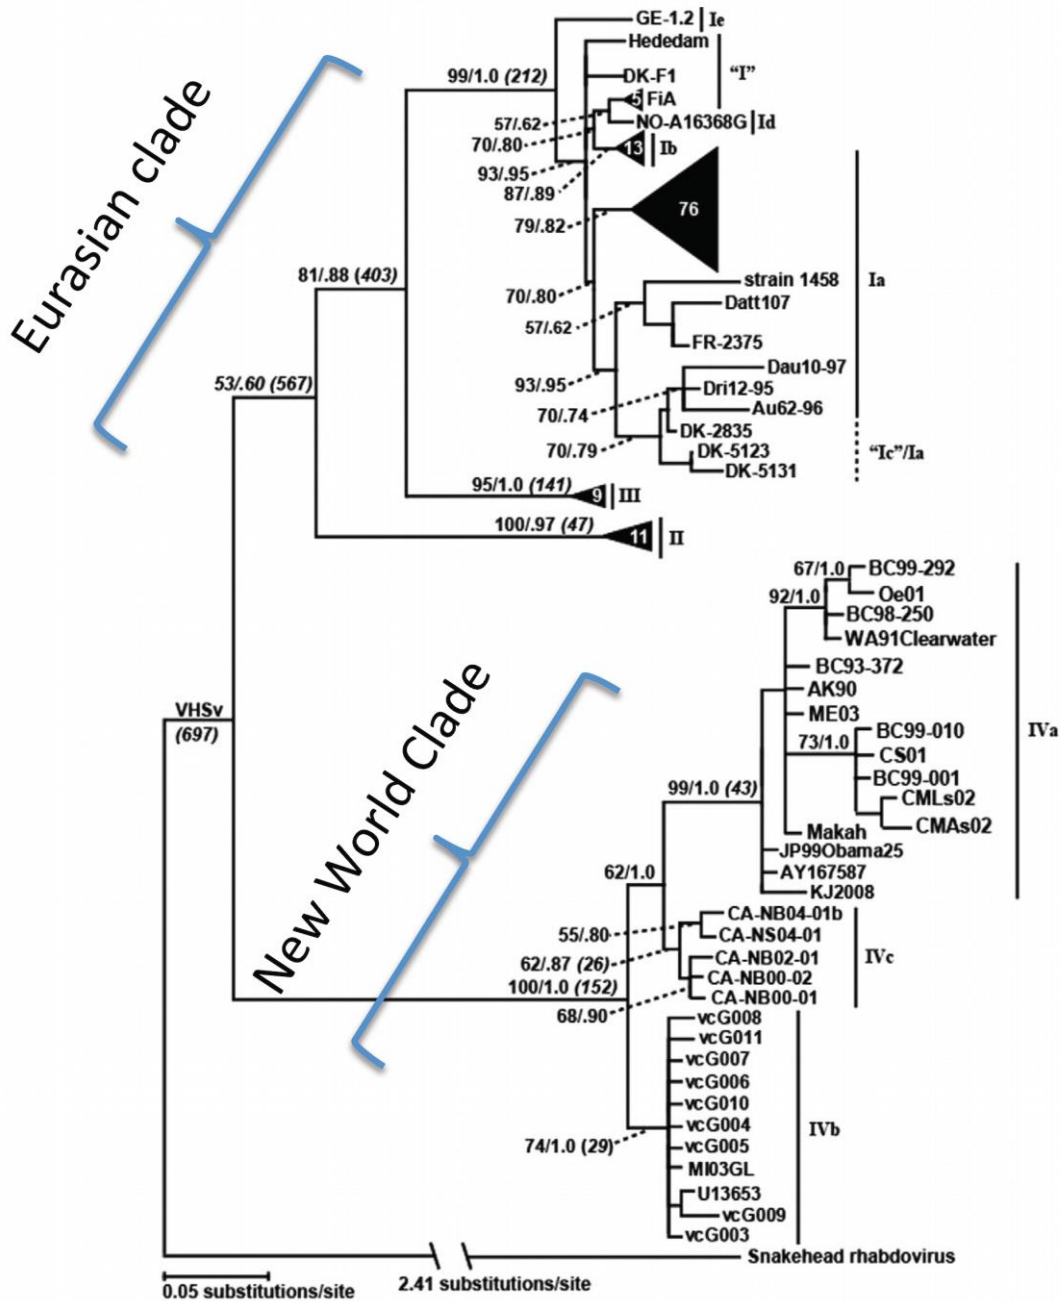 Eurasian clade
New World Clade
GE-1.2 Ie
Hededam
99/1.0 (212)
DK-F1
"I"
5 FiA
57/.62
NO-A16368G Id
70/.80
13 Ib
93/.95
87/.89
76
79/.82
strain 1458
Ia
81/.88 (403)
70/.80
Datt107
57/.62
FR-2375
Dau10-97
53/.60 (567)
93/.95
Dri12-95
70/.74
Au62-96
DK-2835
70/.79
DK-5123
"Ic"/Ia
DK-5131
95/1.0 (141)
9 III
100/.97 (47)
11 II
67/1.0
BC99-292
92/1.0
Oe01
BC98-250
WA91Clearwater
BC93-372
AK90
VHSv
ME03
(697)
BC99-010
IVa
73/1.0
CS01
BC99-001
99/1.0 (43)
CMLs02
CMAs02
Makah
JP99Obama25
62/1.0
AY167587
KJ2008
CA-NB04-01b
55/.80
CA-NS04-01
62/.87 (26)
CA-NB02-01
IVc
CA-NB00-02
100/1.0 (152)
CA-NB00-01
68/.90
vcG008
vcG011
vcG007
vcG006
vcG010
vcG004
IVb
74/1.0 (29)
vcG005
MI03GL
U13653
vcG009
vcG003
Snakehead rhabdovirus
0.05 substitutions/site
2.41 substitutions/site